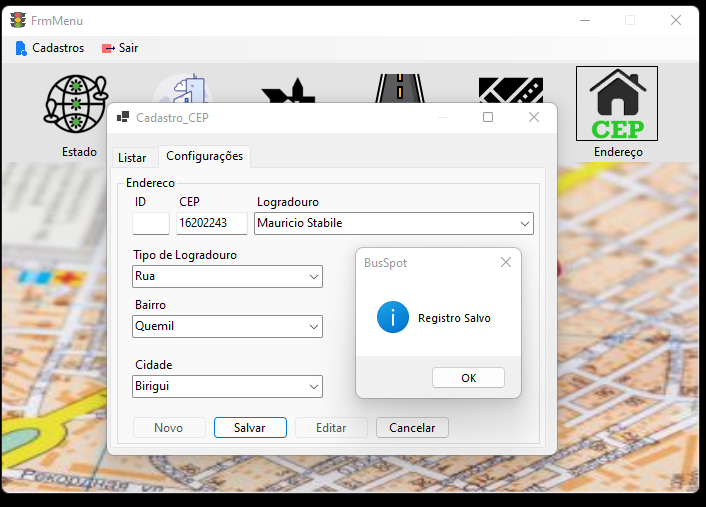 FrmMenu
Cadastros Sair
CEP
Estado
Endereço
Cadastro_CEP
Listar Configurações
Endereco
ID CEP Logradouro
16202243 Mauricio Stabile
Tipo de Logradouro
Rua
BusSpot
Registro Salvo
OK
Bairro
Quemil
Cidade
Birigui
Novo Salvar Editar Cancelar